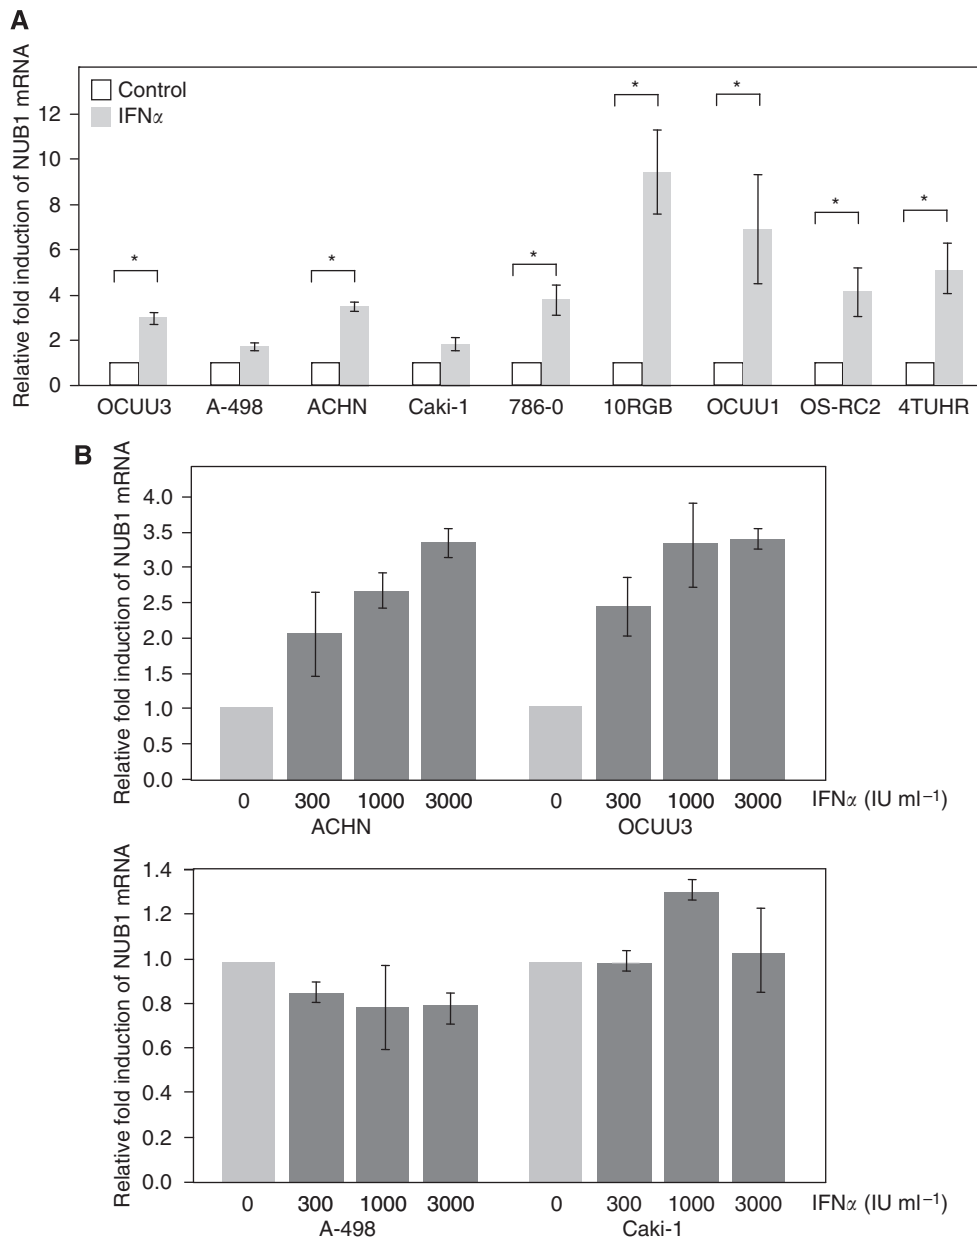 A
Relative fold induction of NUB1 mRNA
Control
IFNα
12
10
8
6
4
2
0
* * * * * * *
OCUU3 A-498 ACHN Caki-1 786-0 10RGB OCUU1 OS-RC2 4TUHR
B
Relative fold induction of NUB1 mRNA
4.0
3.5
3.0
2.5
2.0
1.5
1.0
0.5
0.0
0 300 1000 3000 0 300 1000 3000 IFNα (IU ml⁻¹)
ACHN OCUU3
Relative fold induction of NUB1 mRNA
1.4
1.2
1.0
0.8
0.6
0.4
0.2
0.0
0 300 1000 3000 0 300 1000 3000 IFNα (IU ml⁻¹)
A-498 Caki-1